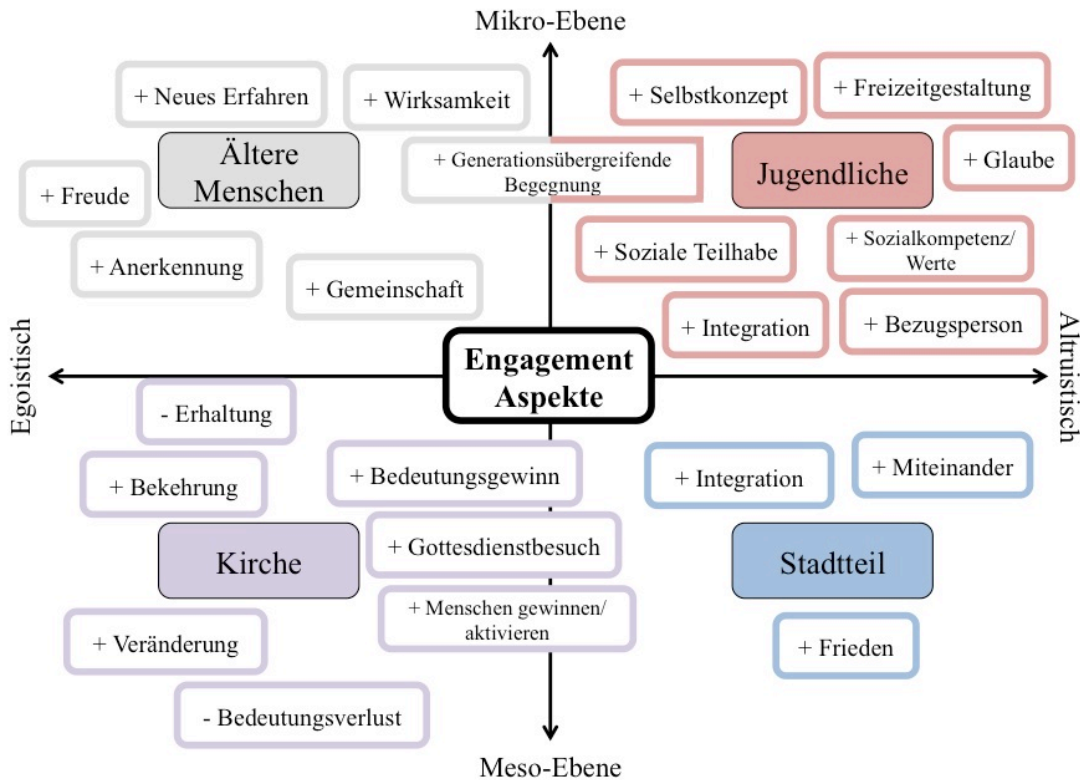 Mikro-Ebene
+ Neues Erfahren
+ Wirksamkeit
+ Selbstkonzept
+ Freizeitgestaltung
Ältere
Menschen
+ Generationsübergreifende
Begegnung
Jugendliche
+ Glaube
+ Freude
+ Anerkennung
+ Gemeinschaft
+ Soziale Teilhabe
+ Sozialkompetenz/
Werte
+ Integration
+ Bezugsperson
Egoistisch
Engagement
Aspekte
Altruistisch
- Erhaltung
+ Bekehrung
+ Bedeutungsgewinn
+ Integration
+ Miteinander
Kirche
+ Gottesdienstbesuch
Stadtteil
+ Menschen gewinnen/
aktivieren
+ Veränderung
+ Frieden
- Bedeutungsverlust
Meso-Ebene